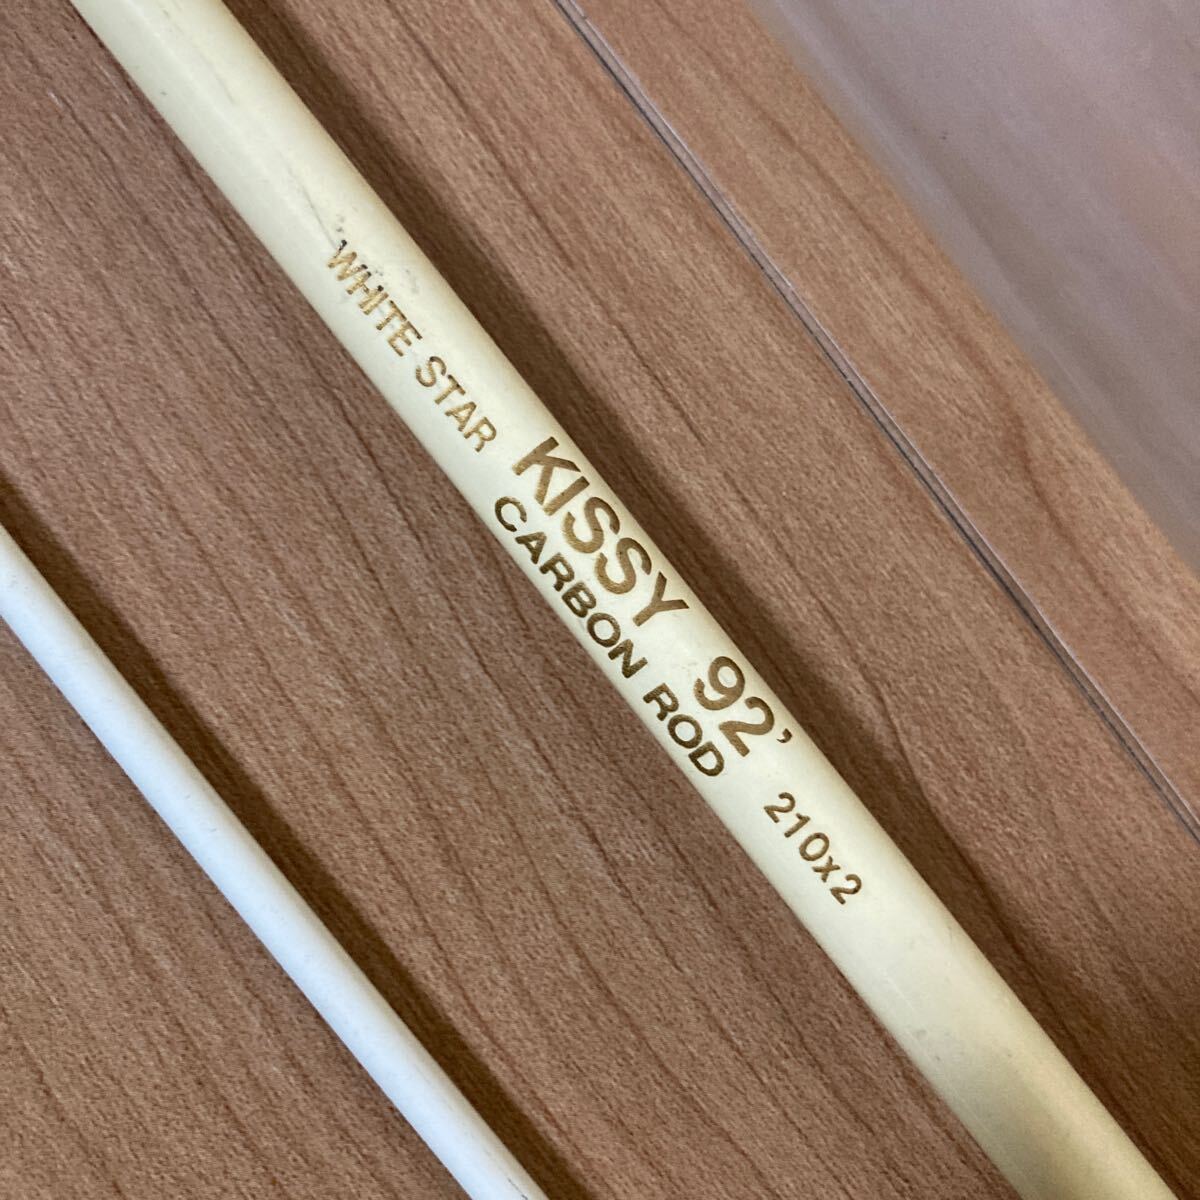 WHITE STAR KISSY 92' 210x2
CARBON ROD